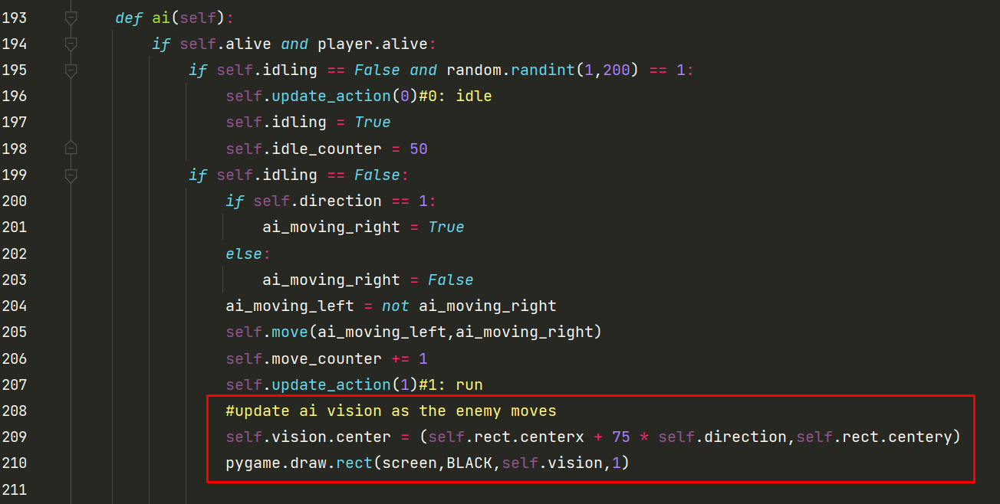 193 def ai(self):
194 if self.alive and player.alive:
195 if self.idling == False and random.randint(1,200) == 1:
196 self.update_action(0)#0: idle
197 self.idling = True
198 self.idle_counter = 50
199 if self.idling == False:
200 if self.direction == 1:
201 ai_moving_right = True
202 else:
203 ai_moving_right = False
204 ai_moving_left = not ai_moving_right
205 self.move(ai_moving_left,ai_moving_right)
206 self.move_counter += 1
207 self.update_action(1)#1: run
208 #update ai vision as the enemy moves
209 self.vision.center = (self.rect.centerx + 75 * self.direction,self.rect.centery)
210 pygame.draw.rect(screen,BLACK,self.vision,1)
211